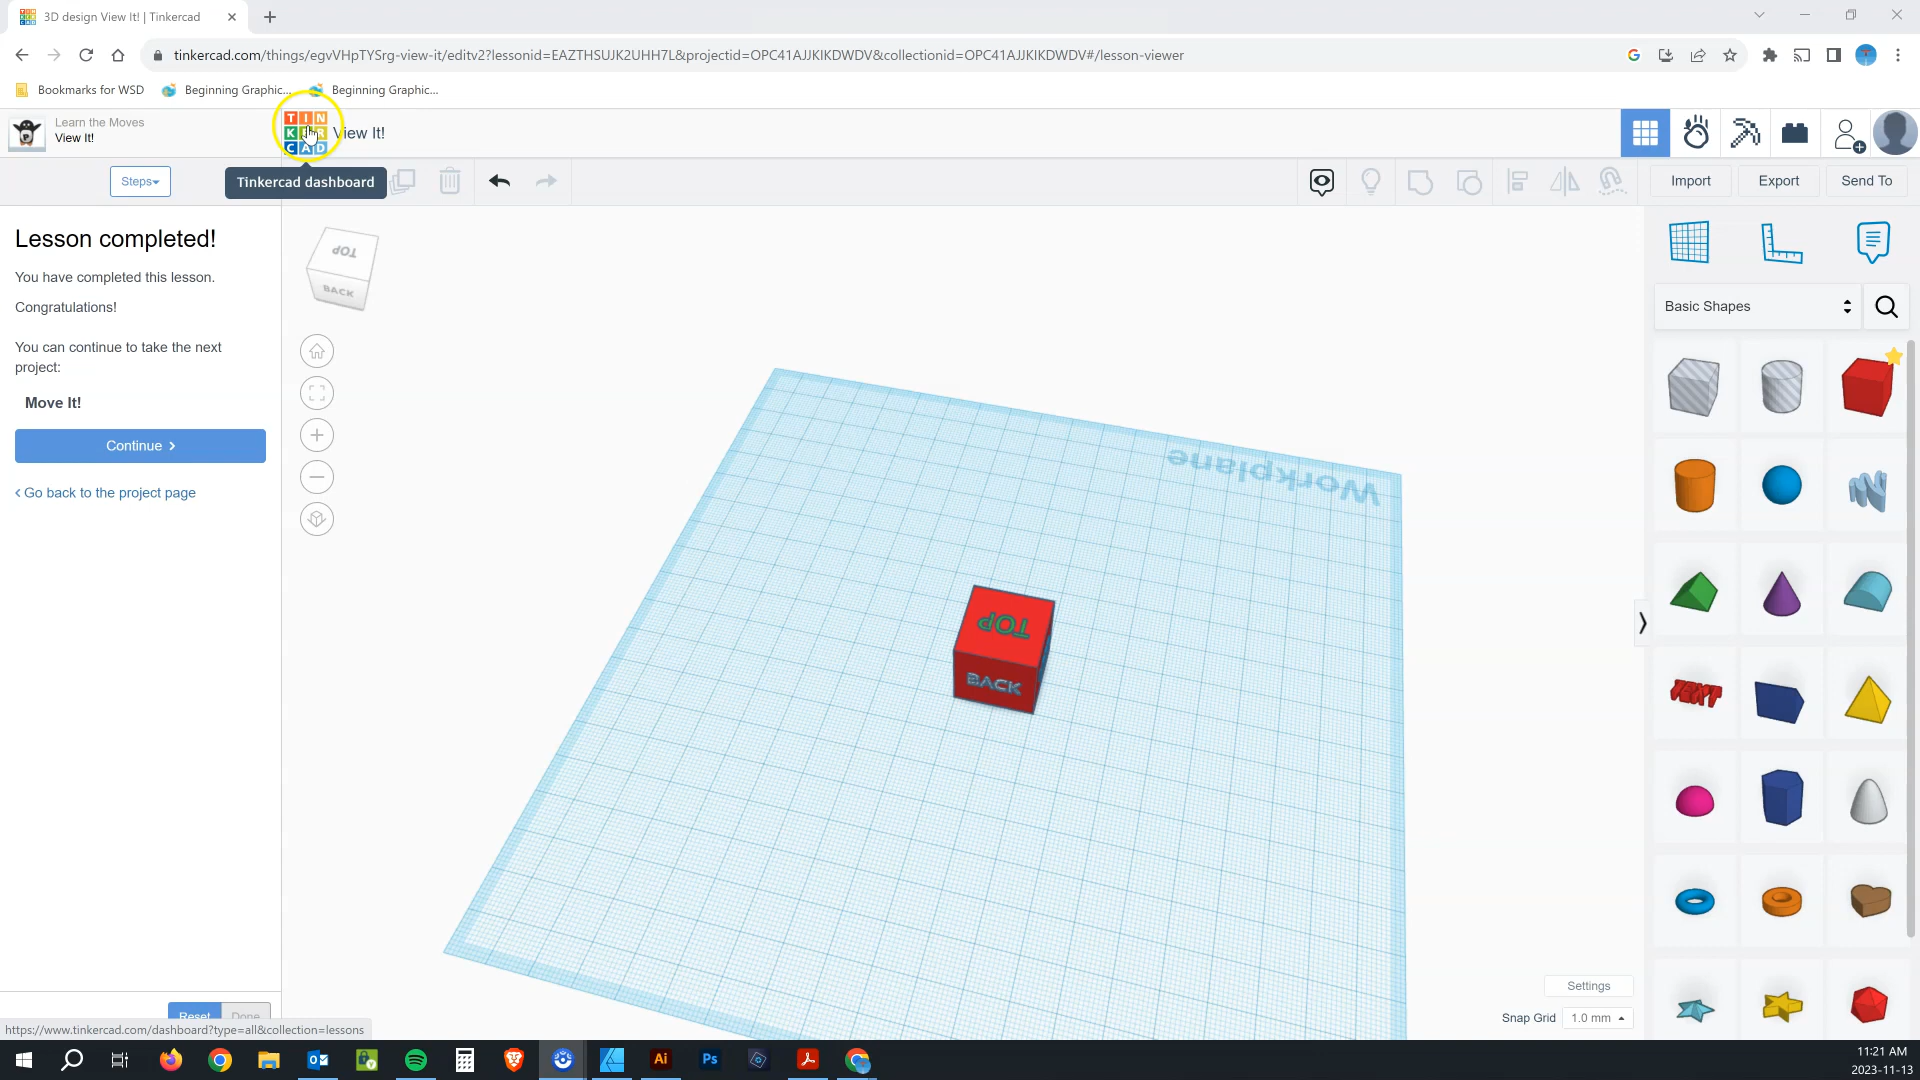 3D design View It! | Tinkercad
tinkercad.com/things/egvVHpTYSrg-view-it/editv2?lessonid=EAZTHSUJK2UHH7L&projectid=OPC41AJJKIKDWDV&collectionid=OPC41AJJKIKDWDV#/lesson-viewer
Bookmarks for WSD
Beginning Graphic...
Beginning Graphic...
Learn the Moves
View It!
TIN
KER
CAD
View It!
Steps
Tinkercad dashboard
Import
Export
Send To
Lesson completed!
You have completed this lesson.
Congratulations!
You can continue to take the next
project:
Move It!
Continue >
< Go back to the project page
TOP
BACK
Workplane
TOP
BACK
Basic Shapes
TEXT
Settings
Snap Grid 1.0 mm
Reset
Done
https://www.tinkercad.com/dashboard?type=all&collection=lessons
Ai
Ps
11:21 AM
2023-11-13